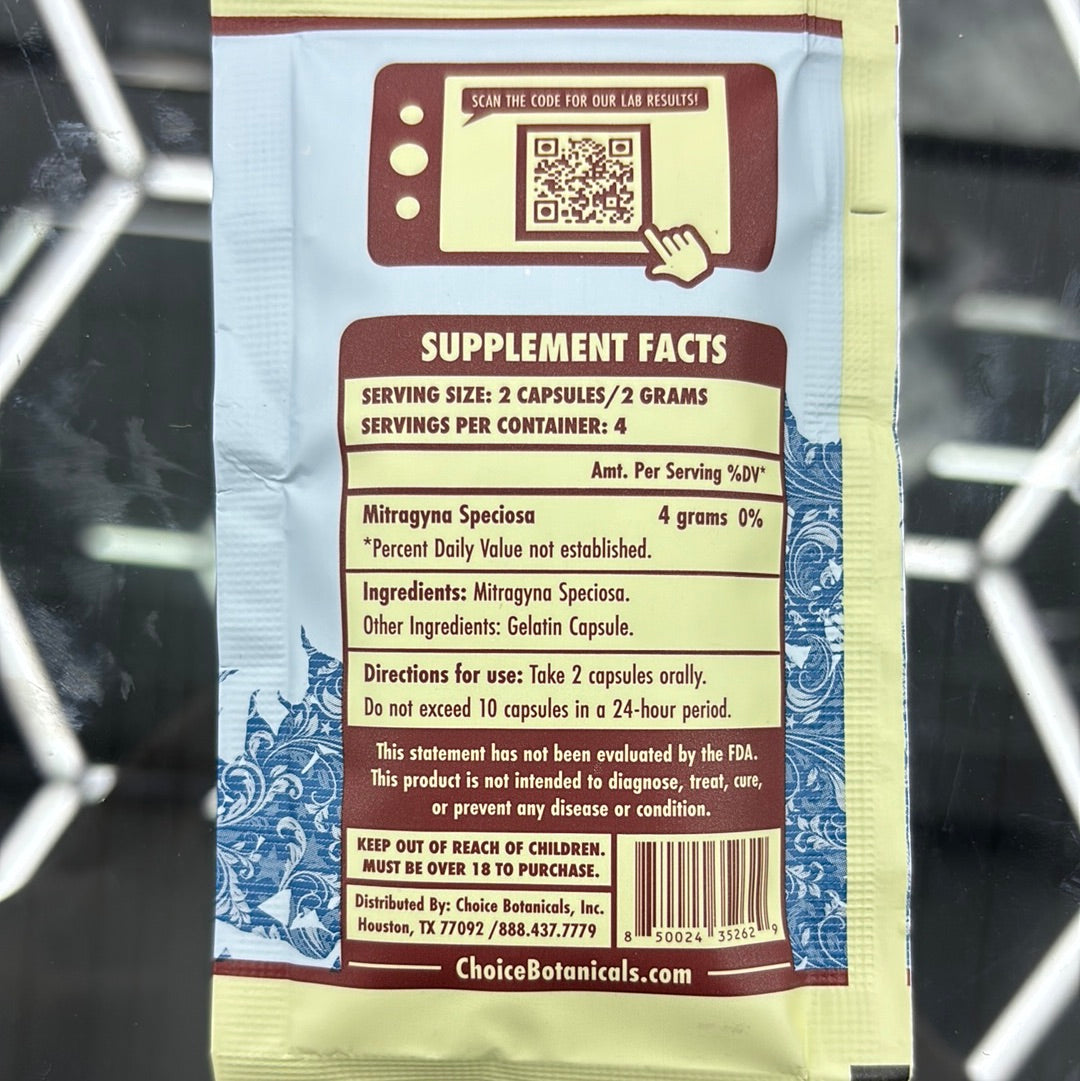 SCAN THE CODE FOR OUR LAB RESULTS!
SUPPLEMENT FACTS
SERVING SIZE: 2 CAPSULES/2 GRAMS
SERVINGS PER CONTAINER: 4
Amt. Per Serving %DV*
Mitragyna Speciosa 4 grams 0%
*Percent Daily Value not established.
Ingredients: Mitragyna Speciosa.
Other Ingredients: Gelatin Capsule.
Directions for use: Take 2 capsules orally.
Do not exceed 10 capsules in a 24-hour period.
This statement has not been evaluated by the FDA.
This product is not intended to diagnose, treat, cure,
or prevent any disease or condition.
KEEP OUT OF REACH OF CHILDREN.
MUST BE OVER 18 TO PURCHASE.
Distributed By: Choice Botanicals, Inc.
Houston, TX 77092 /888.437.7779
8 50024 35262 9
ChoiceBotanicals.com